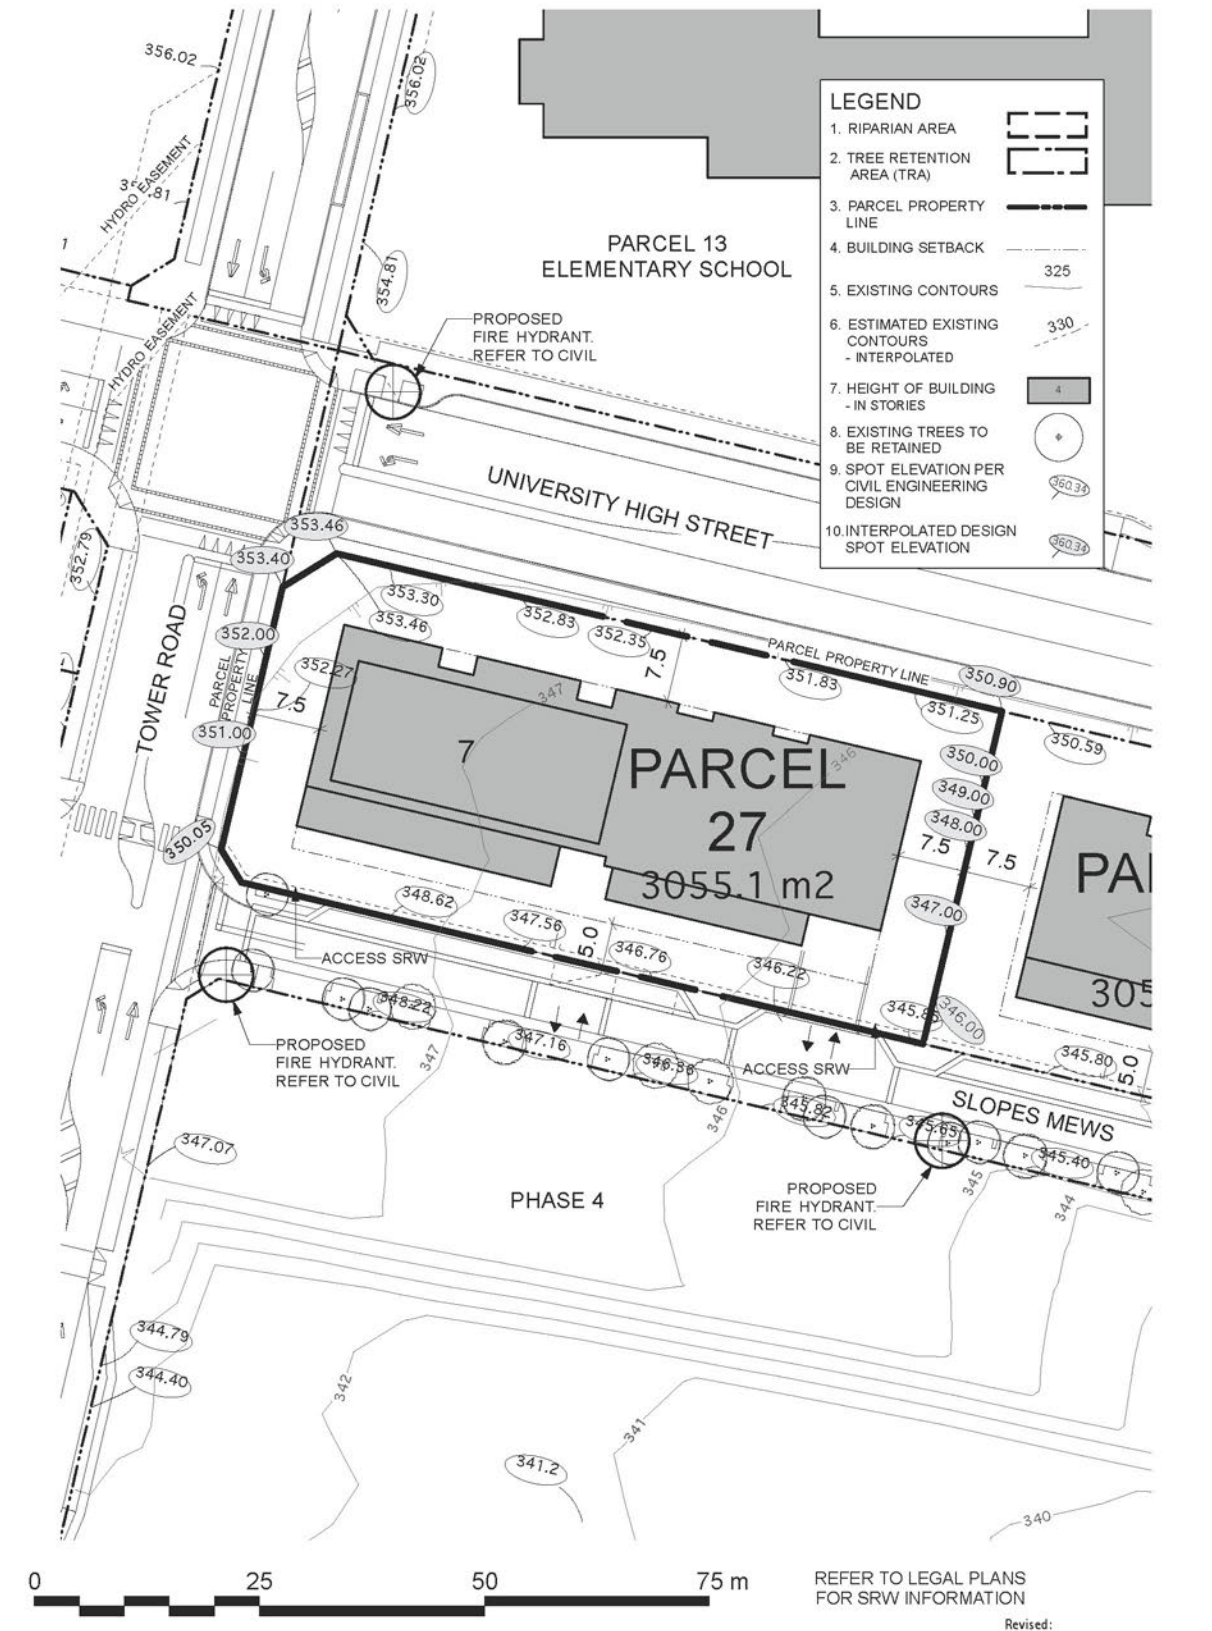 356.02
356.02
HYDRO EASEMENT
LEGEND
1. RIPARIAN AREA
2. TREE RETENTION
AREA (TRA)
3. PARCEL PROPERTY
LINE
4. BUILDING SETBACK
325
5. EXISTING CONTOURS
6. ESTIMATED EXISTING
CONTOURS
- INTERPOLATED
330
7. HEIGHT OF BUILDING
- IN STORIES
4
8. EXISTING TREES TO
BE RETAINED
9. SPOT ELEVATION PER
CIVIL ENGINEERING
DESIGN
360.34
10. INTERPOLATED DESIGN
SPOT ELEVATION
360.34
PARCEL 13
ELEMENTARY SCHOOL
354.81
HYDRO EASEMENT
PROPOSED
FIRE HYDRANT.
REFER TO CIVIL
UNIVERSITY HIGH STREET
353.46
353.40
352.79
353.30
353.46
352.83
352.35
7.5
PARCEL PROPERTY LINE
351.83
350.90
351.25
350.59
TOWER ROAD
352.00
PARCEL
PROPERTY
LINE
352.27
7.5
351.00
347
346
7
PARCEL
27
3055.1 m2
350.00
349.00
348.00
7.5
7.5
347.00
PA
305
350.05
348.62
347.56
5.0
346.76
346.22
345.85
346.00
ACCESS SRW
348.22
347.16
346.36
ACCESS SRW
345.80
5.0
PROPOSED
FIRE HYDRANT.
REFER TO CIVIL
347
346
345.82
345.65
SLOPES MEWS
345.40
347.07
PHASE 4
PROPOSED
FIRE HYDRANT.
REFER TO CIVIL
345
344
344.79
344.40
342
341
341.2
340
0 25 50 75 m
REFER TO LEGAL PLANS
FOR SRW INFORMATION
Revised: